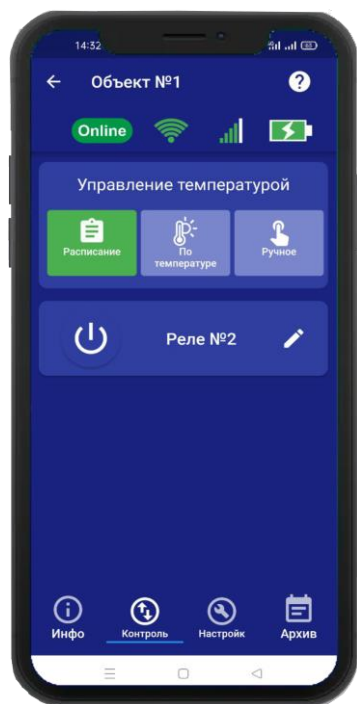 14:32
Объект №1
?
Online
Управление температурой
Расписание
По
температуре
Ручное
Реле №2
Инфо
Контроль
Настройк
Архив